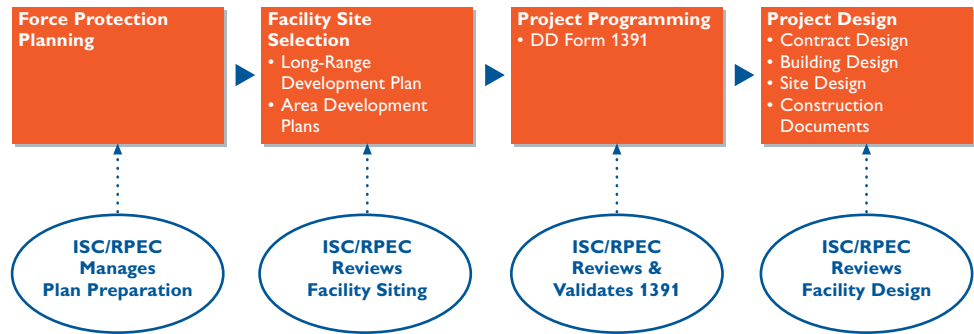 Force Protection
Planning
Facility Site
Selection
• Long-Range
Development Plan
• Area Development
Plans
Project Programming
• DD Form 1391
Project Design
• Contract Design
• Building Design
• Site Design
• Construction
Documents
ISC/RPEC
Manages
Plan Preparation
ISC/RPEC
Reviews
Facility Siting
ISC/RPEC
Reviews &
Validates 1391
ISC/RPEC
Reviews
Facility Design